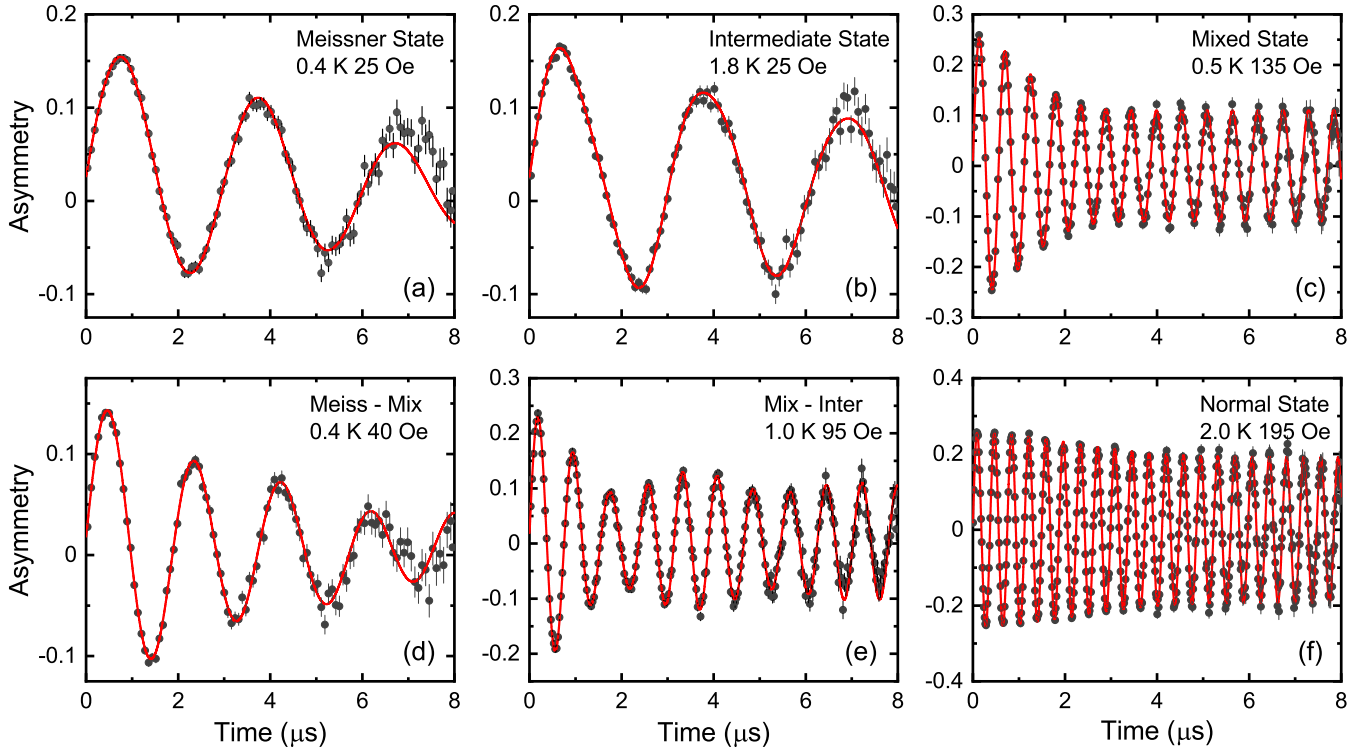 Asymmetry
0.2
0.1
0
-0.1
0 2 4 6 8
Meissner State
0.4 K 25 Oe
(a)
0.2
0.1
0
-0.1
0 2 4 6 8
Intermediate State
1.8 K 25 Oe
(b)
0.3
0.2
0.1
0
-0.1
-0.2
-0.3
0 2 4 6 8
Mixed State
0.5 K 135 Oe
(c)
Asymmetry
0.1
0
-0.1
0 2 4 6 8
Time (μs)
Meiss - Mix
0.4 K 40 Oe
(d)
0.3
0.2
0.1
0
-0.1
-0.2
0 2 4 6 8
Time (μs)
Mix - Inter
1.0 K 95 Oe
(e)
0.4
0.2
0
-0.2
-0.4
0 2 4 6 8
Time (μs)
Normal State
2.0 K 195 Oe
(f)